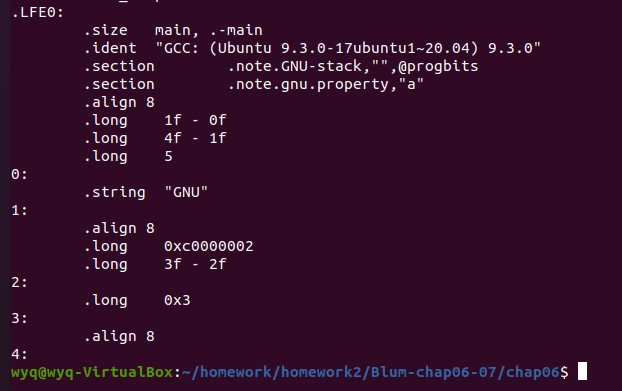 .LFE0:
.size main, .-main
.ident "GCC: (Ubuntu 9.3.0-17ubuntu1~20.04) 9.3.0"
.section .note.GNU-stack,"",@progbits
.section .note.gnu.property,"a"
.align 8
.long 1f - 0f
.long 4f - 1f
.long 5
0:
.string "GNU"
1:
.align 8
.long 0xc0000002
.long 3f - 2f
2:
.long 0x3
3:
.align 8
4:
wyq@wyq-VirtualBox:~/homework/homework2/Blum-chap06-07/chap06$